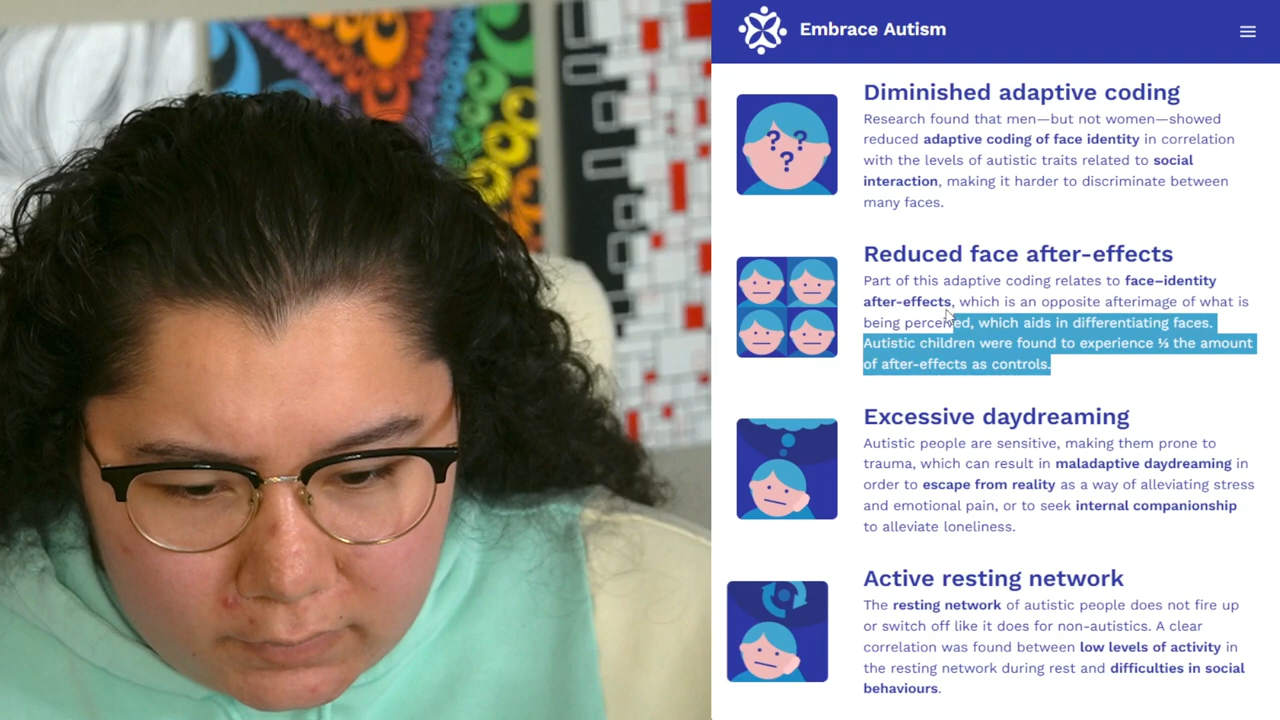 Embrace Autism
Diminished adaptive coding
Research found that men—but not women—showed
reduced adaptive coding of face identity in correlation
with the levels of autistic traits related to social
interaction, making it harder to discriminate between
many faces.
? ?
?
Reduced face after-effects
Part of this adaptive coding relates to face–identity
after-effects, which is an opposite afterimage of what is
being perceived, which aids in differentiating faces.
Autistic children were found to experience ⅓ the amount
of after-effects as controls.
Excessive daydreaming
Autistic people are sensitive, making them prone to
trauma, which can result in maladaptive daydreaming in
order to escape from reality as a way of alleviating stress
and emotional pain, or to seek internal companionship
to alleviate loneliness.
Active resting network
The resting network of autistic people does not fire up
or switch off like it does for non-autistics. A clear
correlation was found between low levels of activity in
the resting network during rest and difficulties in social
behaviours.